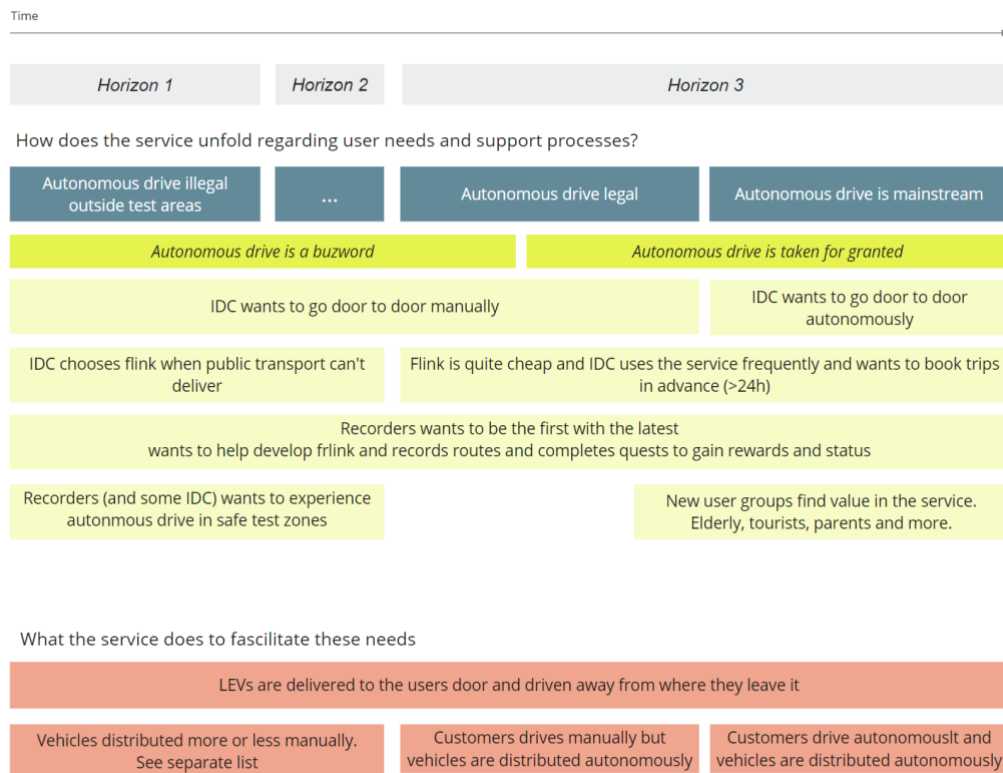 Time
Horizon 1
Horizon 2
Horizon 3
How does the service unfold regarding user needs and support processes?
Autonomous drive illegal
outside test areas
...
Autonomous drive legal
Autonomous drive is mainstream
Autonomous drive is a buzword
Autonomous drive is taken for granted
IDC wants to go door to door manually
IDC wants to go door to door
autonomously
IDC chooses flink when public transport can't
deliver
Flink is quite cheap and IDC uses the service frequently and wants to book trips
in advance (>24h)
Recorders wants to be the first with the latest
wants to help develop frlink and records routes and completes quests to gain rewards and status
Recorders (and some IDC) wants to experience
autonmous drive in safe test zones
New user groups find value in the service.
Elderly, tourists, parents and more.
What the service does to fascilitate these needs
LEVs are delivered to the users door and driven away from where they leave it
Vehicles distributed more or less manually.
See separate list
Customers drives manually but
vehicles are distributed autonomously
Customers drive autonomouslt and
vehicles are distributed autonomously